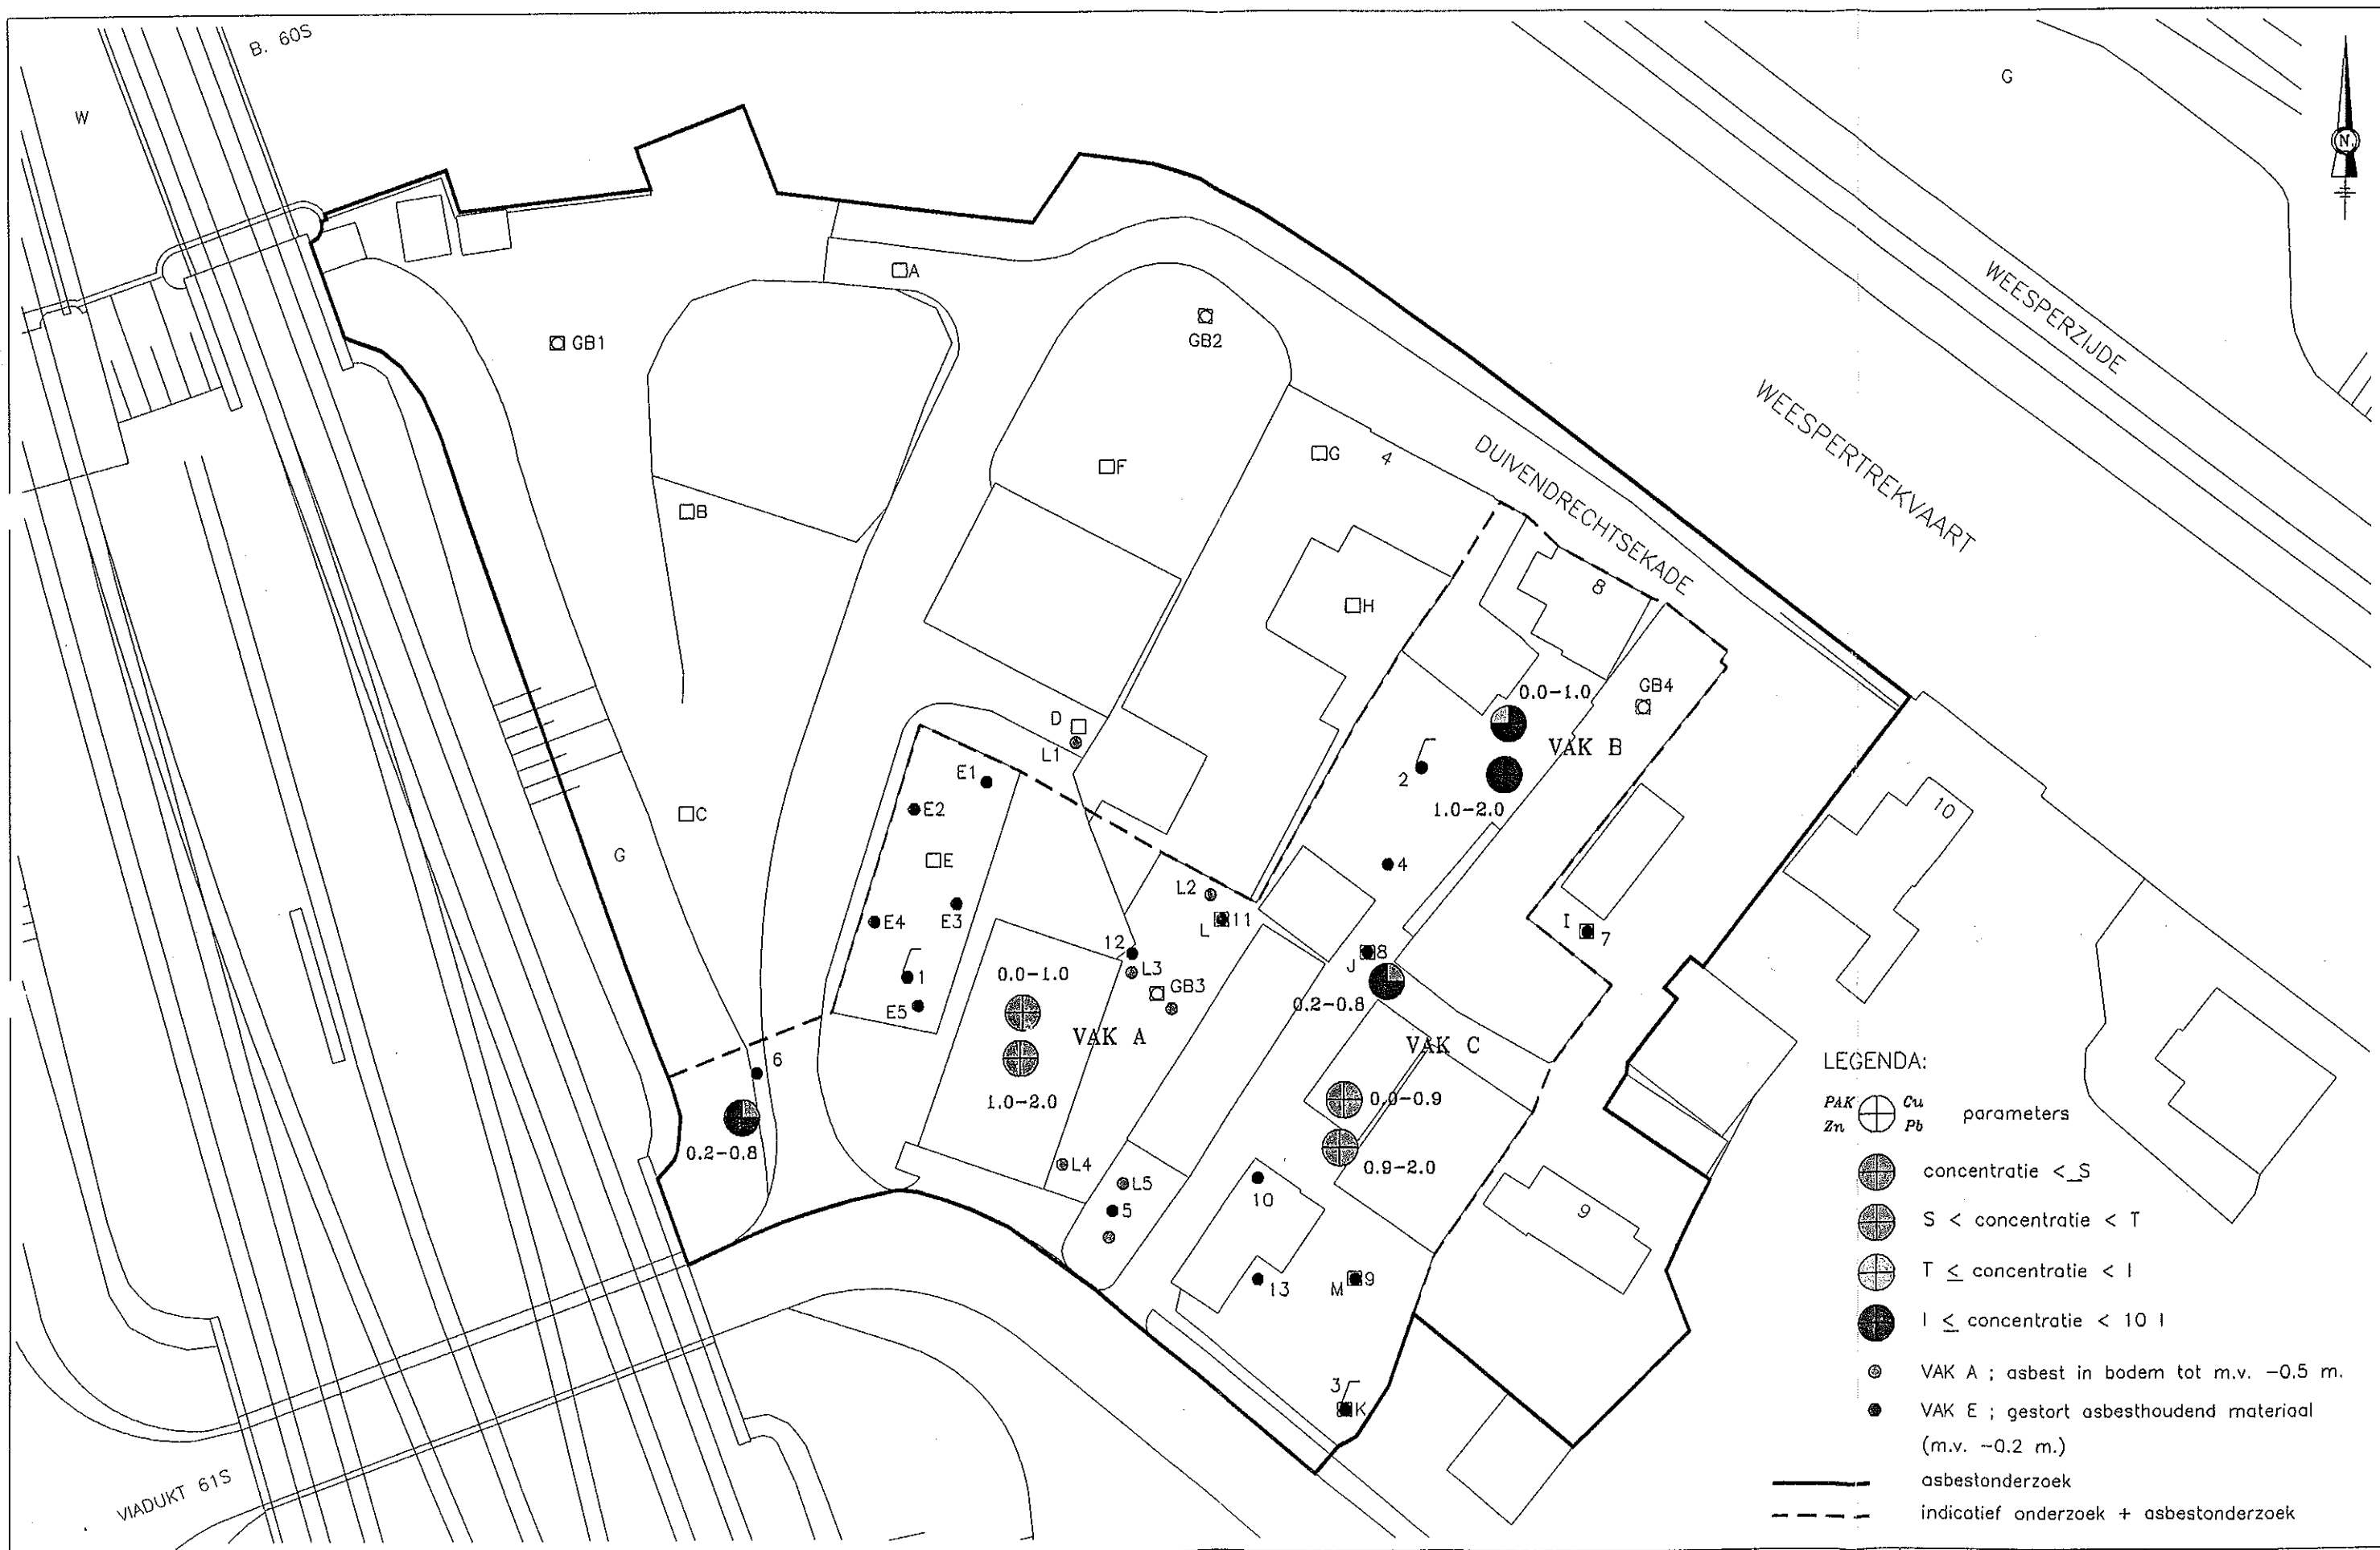 B. 60S
W
G
N
WEESPERZIJDE
WEESPERTREKVAART
DUIVENDRECHTSEKADE
A
GB1
GB2
F
G
4
B
H
8
0.0-1.0
GB4
VAK B
2
1.0-2.0
D
L1
E1
E2
C
G
E
E3
E4
1
E5
4
L2
L
11
I
7
10
12
L3
GB3
J
8
0.2-0.8
0.0-1.0
VAK A
1.0-2.0
VAK C
0.0-0.9
0.9-2.0
6
0.2-0.8
L4
L5
5
10
13
M
9
9
3
K
VIADUKT 61S
LEGENDA:
PAK Cu
Zn Pb
parameters
concentratie < S
S < concentratie < T
T ≤ concentratie < I
I ≤ concentratie < 10 I
VAK A ; asbest in bodem tot m.v. -0.5 m.
VAK E ; gestort asbesthoudend materiaal
(m.v. -0.2 m.)
asbestonderzoek
indicatief onderzoek + asbestonderzoek